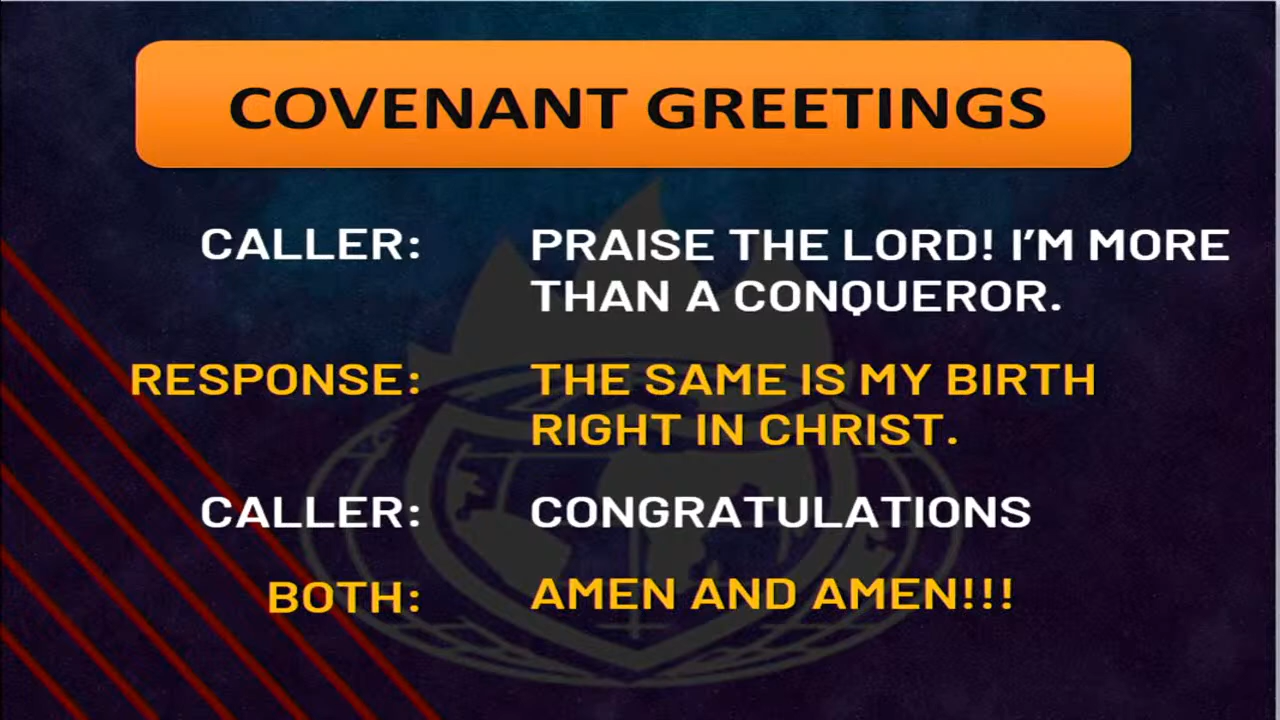 COVENANT GREETINGS
CALLER: PRAISE THE LORD! I'M MORE
THAN A CONQUEROR.
RESPONSE: THE SAME IS MY BIRTH
RIGHT IN CHRIST.
CALLER: CONGRATULATIONS
BOTH: AMEN AND AMEN!!!